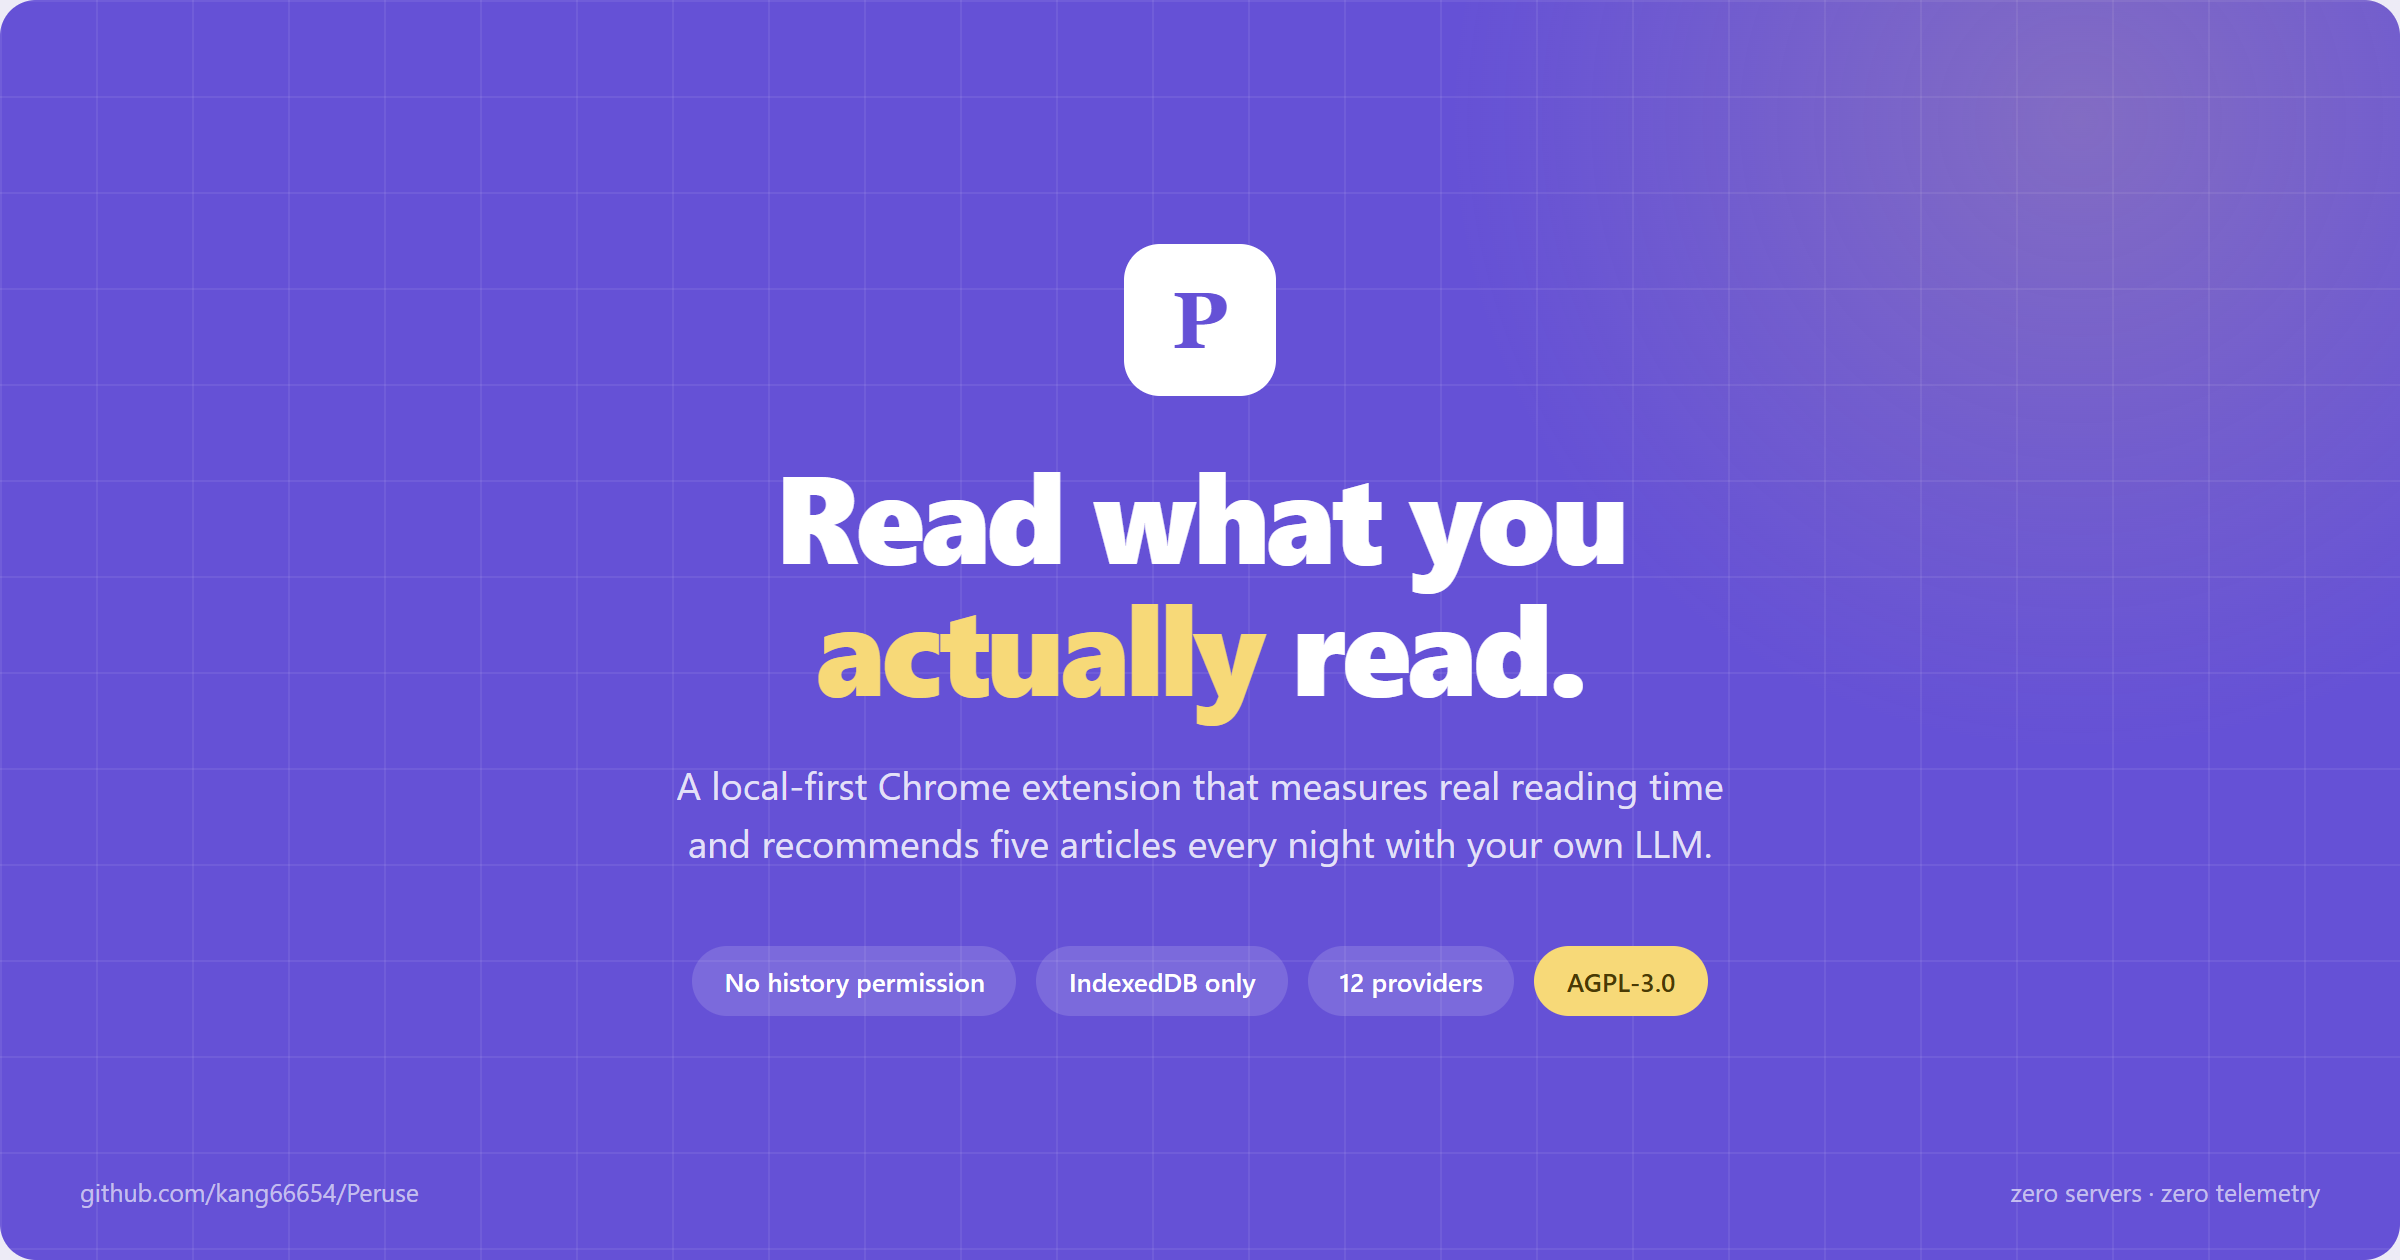 P
Read what you
actually read.
A local-first Chrome extension that measures real reading time
and recommends five articles every night with your own LLM.
No history permission
IndexedDB only
12 providers
AGPL-3.0
github.com/kang66654/Peruse
zero servers · zero telemetry